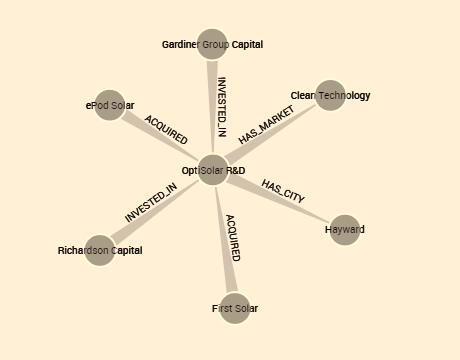 Gardiner Group Capital
INVESTED_IN
Clean Technology
HAS_MARKET
ePod Solar
ACQUIRED
OptiSolar R&D
HAS_CITY
INVESTED_IN
Hayward
ACQUIRED
Richardson Capital
First Solar